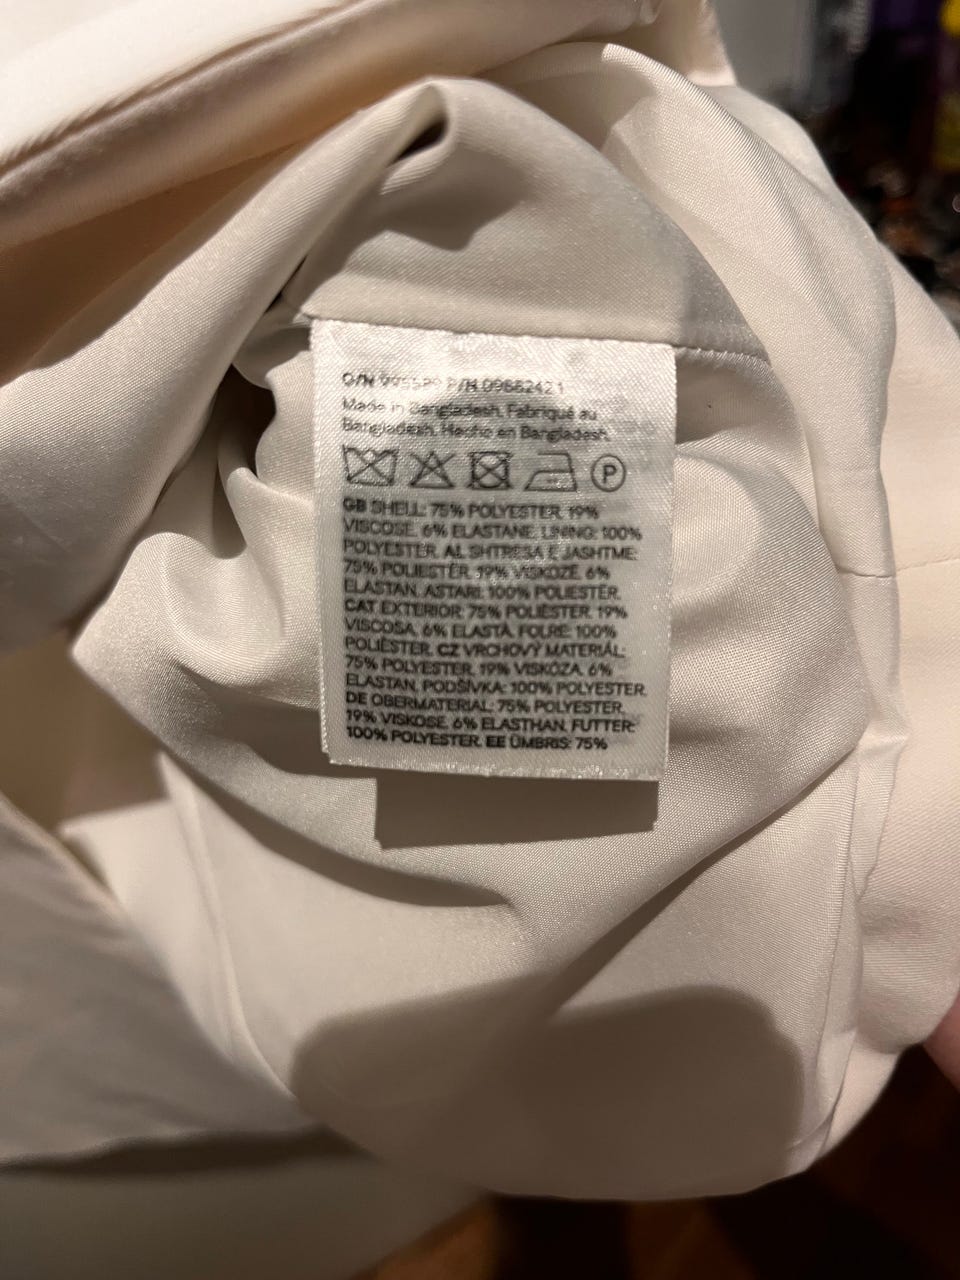 Made in Bangladesh. Fabriqué au
Bangladesh. Hecho en Bangladesh.
P
GB SHELL: 75% POLYESTER, 19%
VISCOSE, 6% ELASTANE. LINING: 100%
POLYESTER. AL SHTRESA E JASHTME:
75% POLIESTËR, 19% VISKOZË, 6%
ELASTAN. ASTARI: 100% POLIESTËR.
CAT EXTERIOR: 75% POLIÈSTER, 19%
VISCOSA, 6% ELASTÀ. FOLRE: 100%
POLIÈSTER. CZ VRCHOVÝ MATERIÁL:
75% POLYESTER, 19% VISKÓZA, 6%
ELASTAN. PODŠÍVKA: 100% POLYESTER.
DE OBERMATERIAL: 75% POLYESTER,
19% VISKOSE, 6% ELASTHAN. FUTTER:
100% POLYESTER. EE ÜMBRIS: 75%